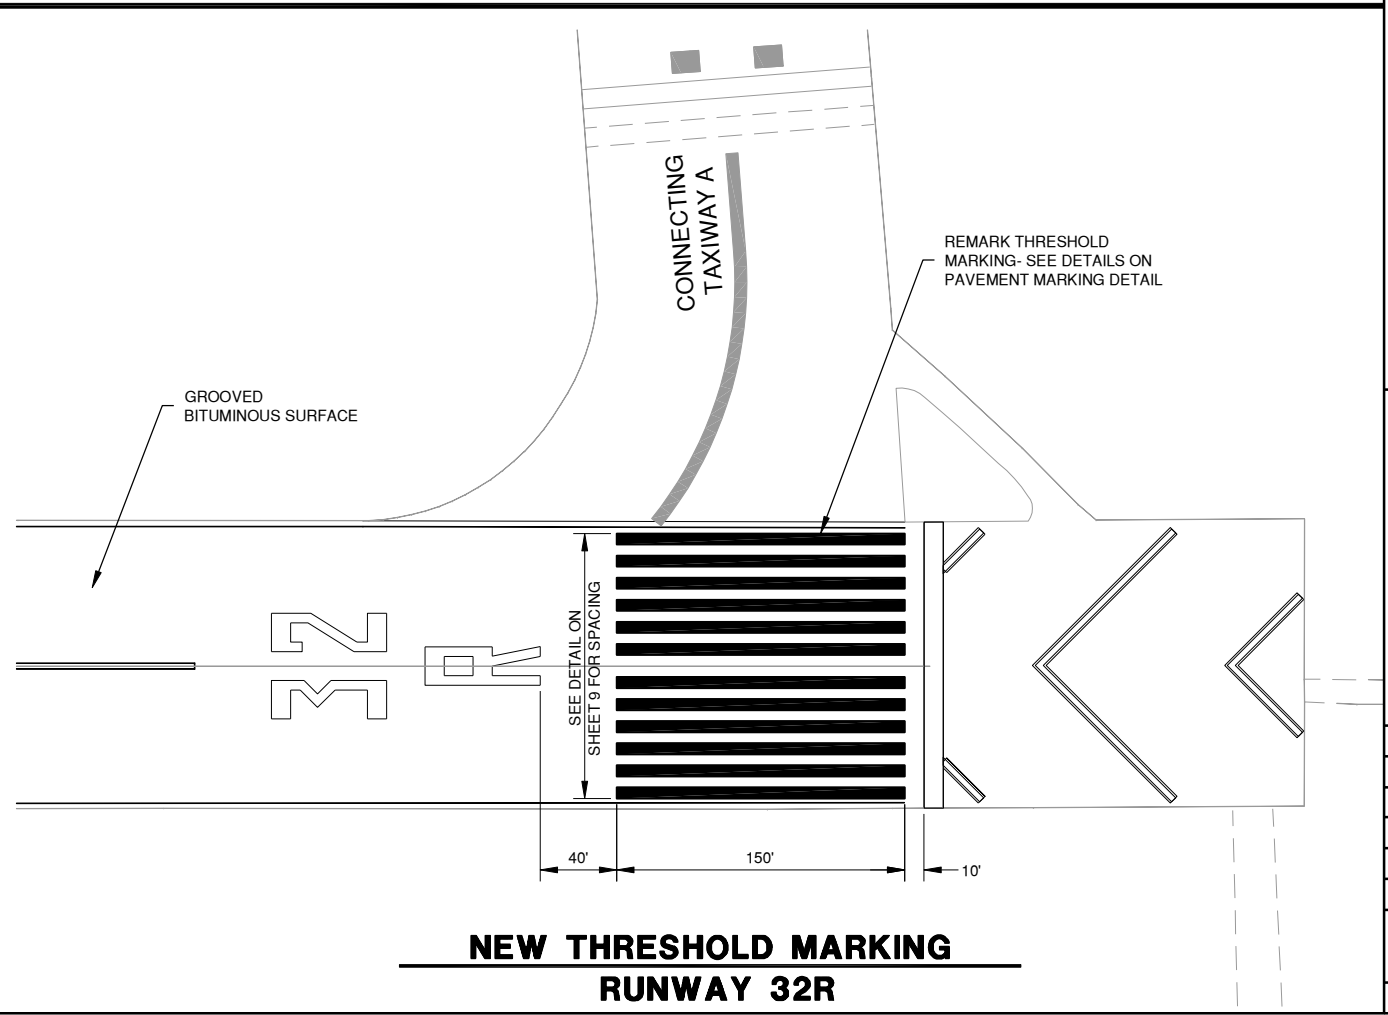 CONNECTING
TAXIWAY A
REMARK THRESHOLD
MARKING- SEE DETAILS ON
PAVEMENT MARKING DETAIL
GROOVED
BITUMINOUS SURFACE
32
R
SEE DETAIL ON
SHEET 9 FOR SPACING
40'
150'
10'
NEW THRESHOLD MARKING
RUNWAY 32R